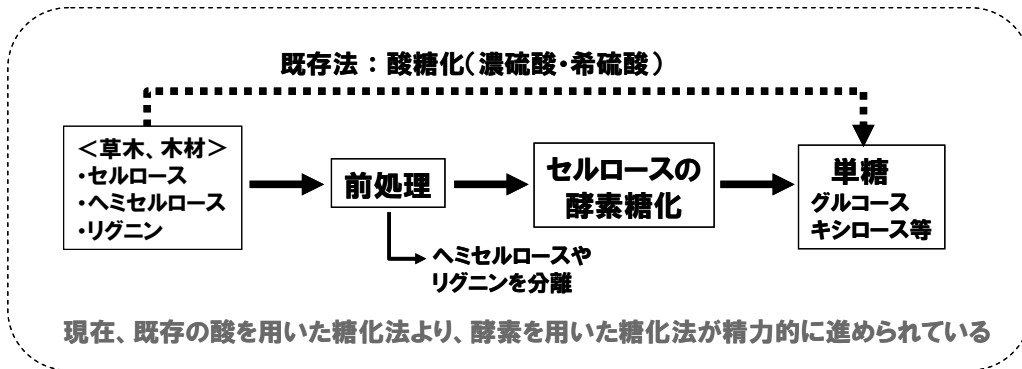 既存法：酸糖化（濃硫酸・希硫酸）
＜草木、木材＞
・セルロース
・ヘミセルロース
・リグニン
前処理
セルロースの
酵素糖化
単糖
グルコース
キシロース等
ヘミセルロースや
リグニンを分離
現在、既存の酸を用いた糖化法より、酵素を用いた糖化法が精力的に進められている